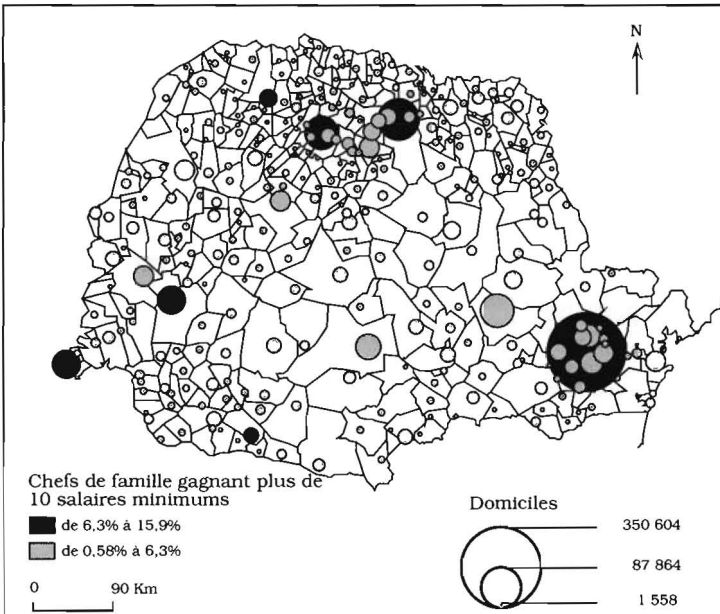 N
Chefs de famille gagnant plus de
10 salaires minimums
de 6.3% à 15,9%
de 0,58% à 6,3%
0 90 Km
Domiciles
350 604
87 864
1 558